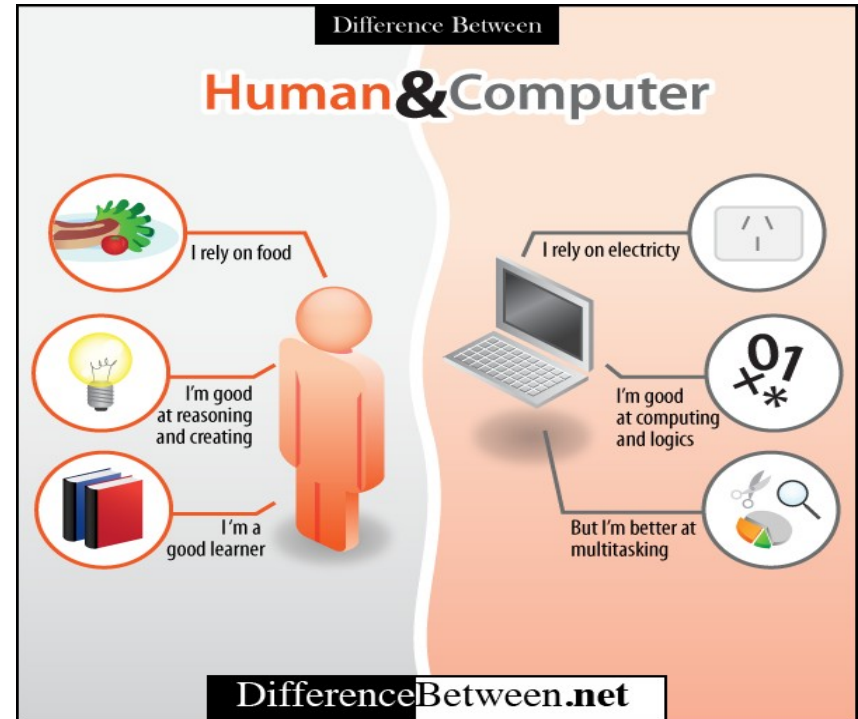 Difference Between
Human&Computer
I rely on food
I'm good
at reasoning
and creating
I'm a
good learner
I rely on electricty
01
×*
I'm good
at computing
and logics
But I'm better at
multitasking
DifferenceBetween.net